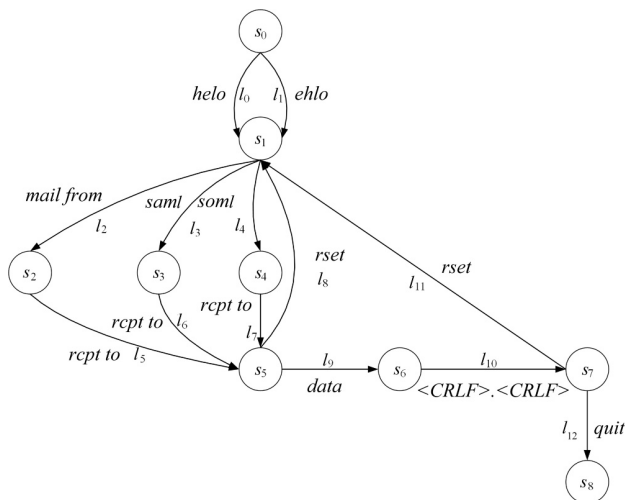 s0
helo l0 l1 ehlo
s1
mail from
l2
saml
l3
soml
l4
rset
l8
rset
l11
s2
s3
s4
rcpt to l5
rcpt to l6
rcpt to
l7
s5
l9
data
s6
l10
<CRLF>.<CRLF>
s7
l12 quit
s8